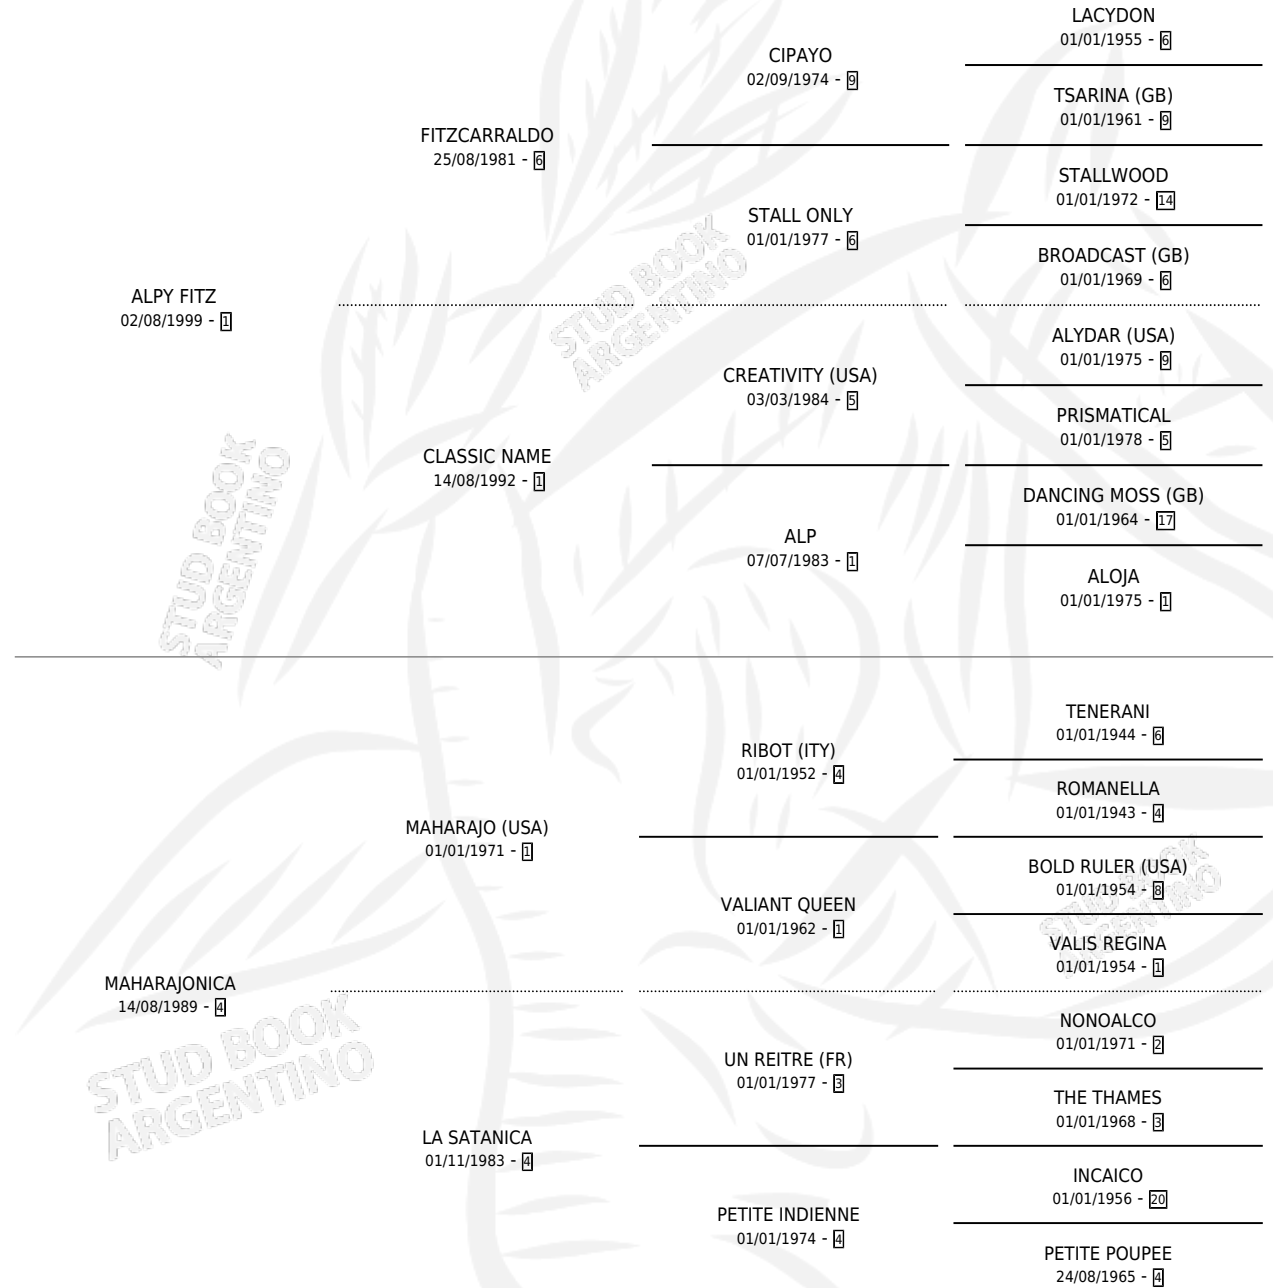 LACYDON
01/01/1955 - 6
CIPAYO
02/09/1974 - 9
TSARINA (GB)
01/01/1961 - 9
FITZCARRALDO
25/08/1981 - 6
STALLWOOD
01/01/1972 - 14
STALL ONLY
01/01/1977 - 6
BROADCAST (GB)
01/01/1969 - 6
ALPY FITZ
02/08/1999 - 1
ALYDAR (USA)
01/01/1975 - 9
CREATIVITY (USA)
03/03/1984 - 5
PRISMATICAL
01/01/1978 - 5
CLASSIC NAME
14/08/1992 - 1
DANCING MOSS (GB)
01/01/1964 - 17
ALP
07/07/1983 - 1
ALOJA
01/01/1975 - 1
TENERANI
01/01/1944 - 6
RIBOT (ITY)
01/01/1952 - 4
ROMANELLA
01/01/1943 - 4
MAHARAJO (USA)
01/01/1971 - 1
BOLD RULER (USA)
01/01/1954 - 8
VALIANT QUEEN
01/01/1962 - 1
VALIS REGINA
01/01/1954 - 1
MAHARAJONICA
14/08/1989 - 4
NONOALCO
01/01/1971 - 2
UN REITRE (FR)
01/01/1977 - 3
THE THAMES
01/01/1968 - 3
LA SATANICA
01/11/1983 - 4
INCAICO
01/01/1956 - 20
PETITE INDIENNE
01/01/1974 - 4
PETITE POUPEE
24/08/1965 - 4
STUD BOOK
ARGENTINO
STUD BOOK
ARGENTINO
STUD BOOK
ARGENTINO
STUD BOOK
ARGENTINO